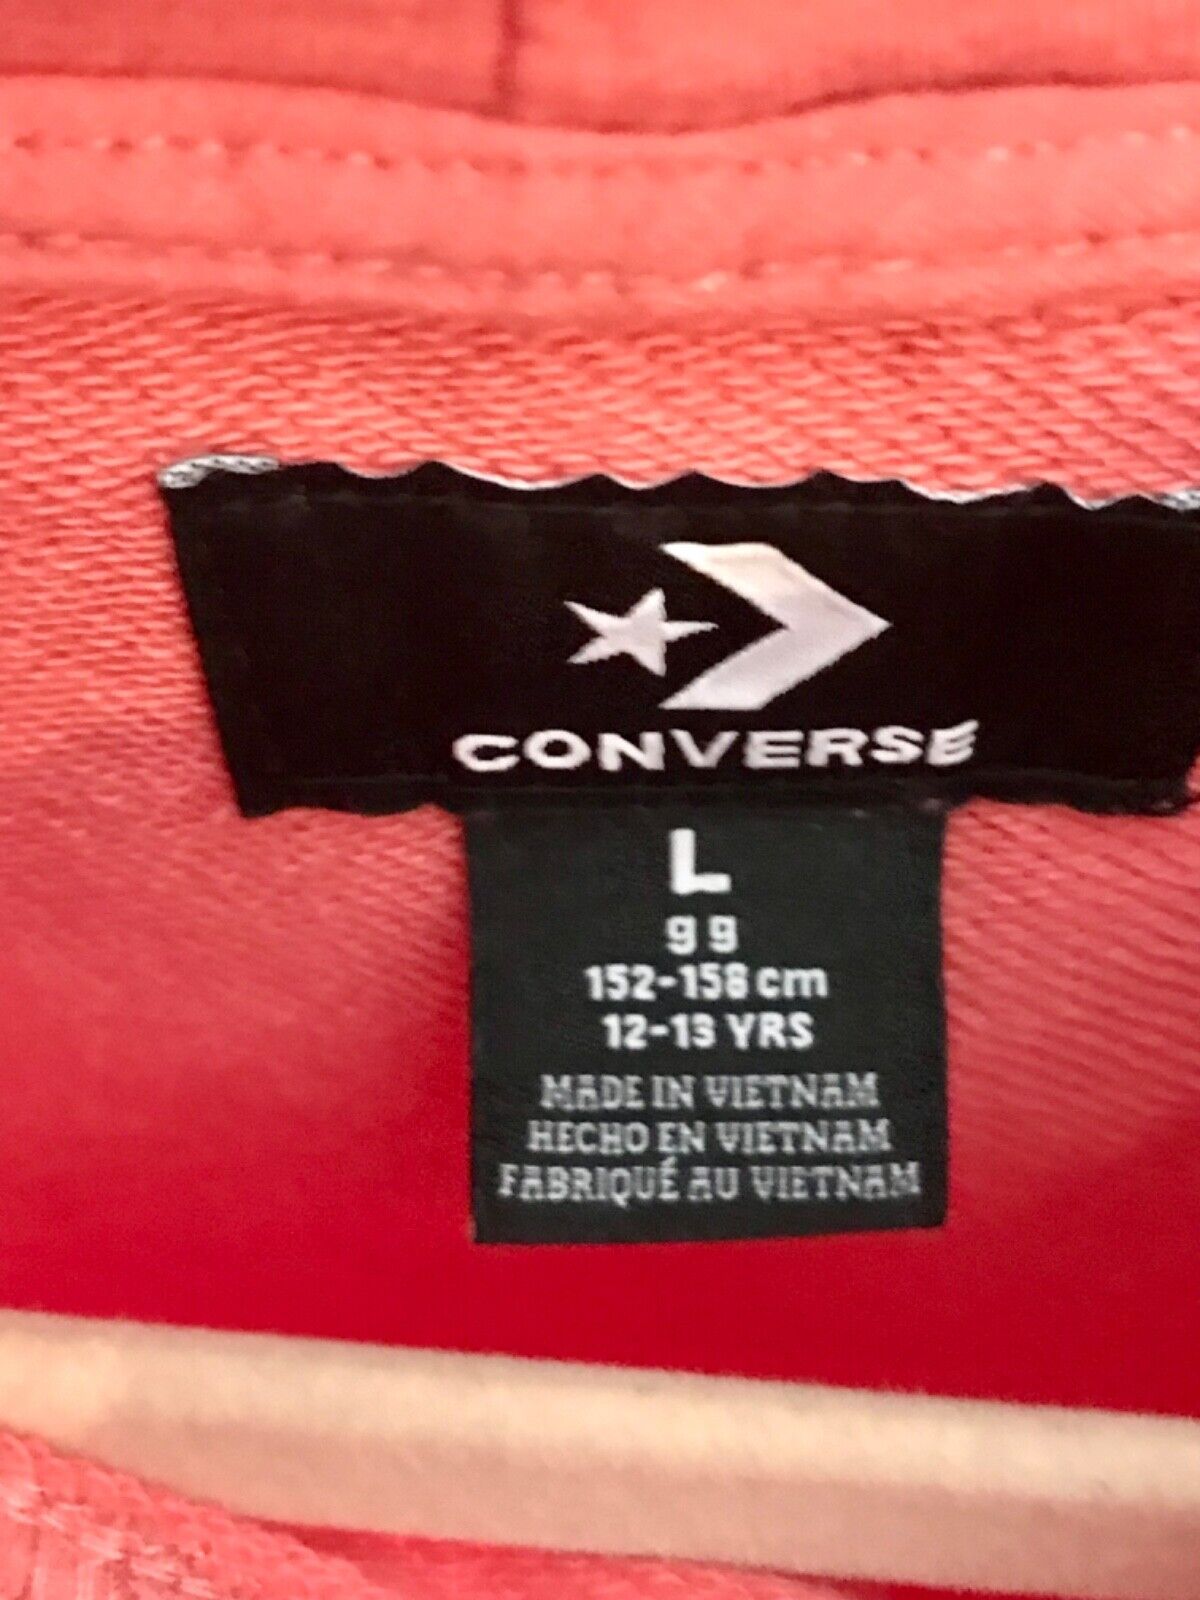 CONVERSE
L
99
152-158 cm
12-13 YRS
MADE IN VIETNAM
HECHO EN VIETNAM
FABRIQUÉ AU VIETNAM